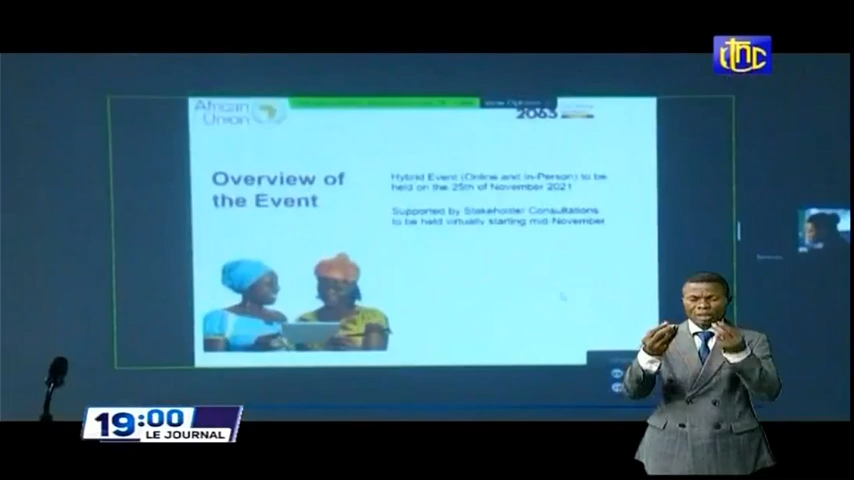 rtnc
African
Union
2063
Overview of
the Event
Hybrid Event (Online and In-Person) to be
held on the 25th of November 2021
Supported by Stakeholder Consultations
to be held virtually starting mid-November
19:00
LE JOURNAL